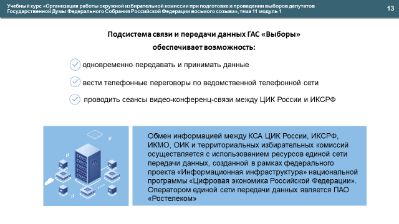 Учебный курс «Организация работы окружной избирательной комиссии при подготовке и проведении выборов депутатов
Государственной Думы Федерального Собрания Российской Федерации восьмого созыва», тема 11 модуль 1
13
Подсистема связи и передачи данных ГАС «Выборы»
обеспечивает возможность:
одновременно передавать и принимать данные
вести телефонные переговоры по ведомственной телефонной сети
проводить сеансы видео-конференц-связи между ЦИК России и ИКСРФ
Обмен информацией между КСА ЦИК России, ИКСРФ,
ИКМО, ОИК и территориальных избирательных комиссий
осуществляется с использованием ресурсов единой сети
передачи данных, созданной в рамках федерального
проекта «Информационная инфраструктура» национальной
программы «Цифровая экономика Российской Федерации».
Оператором единой сети передачи данных является ПАО
«Ростелеком»